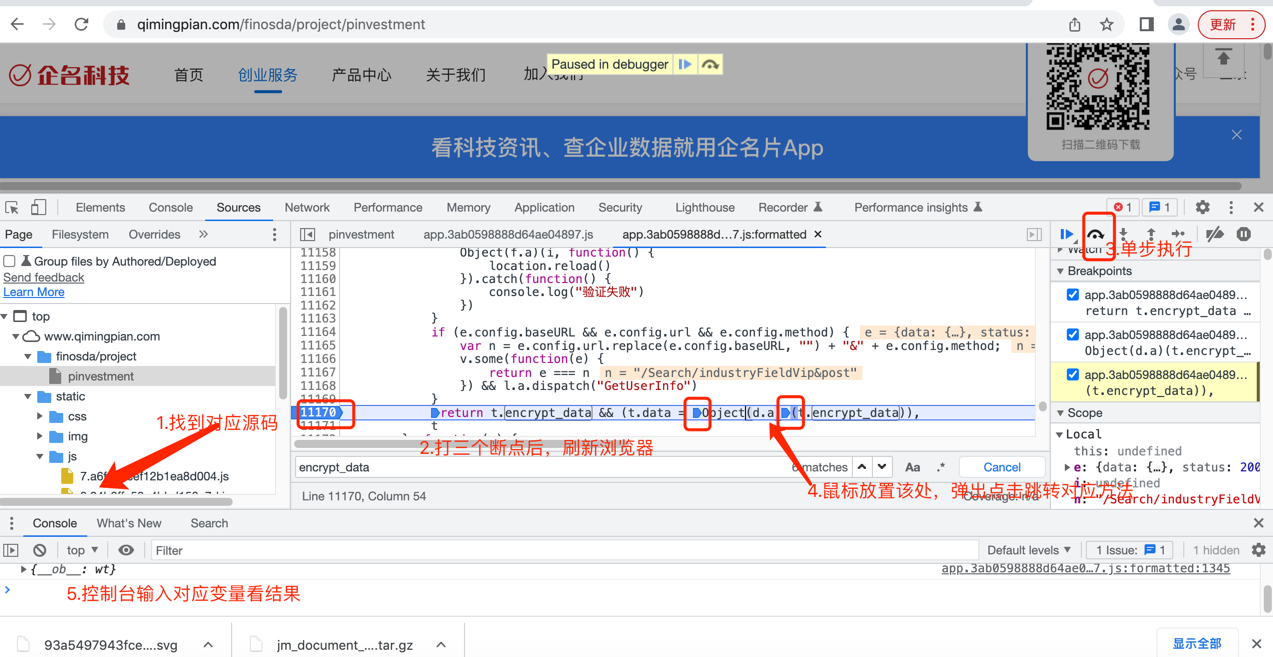 qimingpian.com/finosda/project/pinvestment
更新
企名科技
首页
创业服务
产品中心
关于我们
加入我们
Paused in debugger
扫描二维码下载
看科技资讯、查企业数据就用企名片App
Elements
Console
Sources
Network
Performance
Memory
Application
Security
Lighthouse
Recorder
Performance insights
1
1
Page
Filesystem
Overrides
»
pinvestment
app.3ab0598888d64ae04897.js
app.3ab0598888d…7.js:formatted
Group files by Authored/Deployed
Send feedback
Learn More
top
www.qimingpian.com
finosda/project
pinvestment
static
css
img
js
1.找到对应源码
11158 Object(f.a)(i, function() {
11159 location.reload()
11160 }).catch(function() {
11161 console.log("验证失败")
11162 })
11163 }
11164 if (e.config.baseURL && e.config.url && e.config.method) { e = {data: {…}, status:
11165 var n = e.config.url.replace(e.config.baseURL, "") + "&" + e.config.method; n =
11166 v.some(function(e) {
11167 return e === n n = "/Search/industryFieldVip&post"
11168 }) && l.a.dispatch("GetUserInfo")
11169 }
11170 return t.encrypt_data && (t.data = Object(d.a)(t.encrypt_data)),
11171 t
2.打三个断点后，刷新浏览器
encrypt_data
6 matches
Aa
.*
Cancel
Line 11170, Column 54
Coverage: n/a
3.单步执行
Watch
Breakpoints
app.3ab0598888d64ae0489…
return t.encrypt_data …
app.3ab0598888d64ae0489…
Object(d.a)(t.encrypt_…
app.3ab0598888d64ae0489…
(t.encrypt_data)),
Scope
Local
this: undefined
e: {data: {…}, status: 200
i: undefined
n: "/Search/industryFieldV
4.鼠标放置该处，弹出点击跳转对应方法
Console
What's New
Search
top
Filter
Default levels
1 Issue:
1
1 hidden
{__ob__: wt}
app.3ab0598888d64ae0…7.js:formatted:1345
5.控制台输入对应变量看结果
93a5497943fce....svg
jm_document_....tar.gz
显示全部